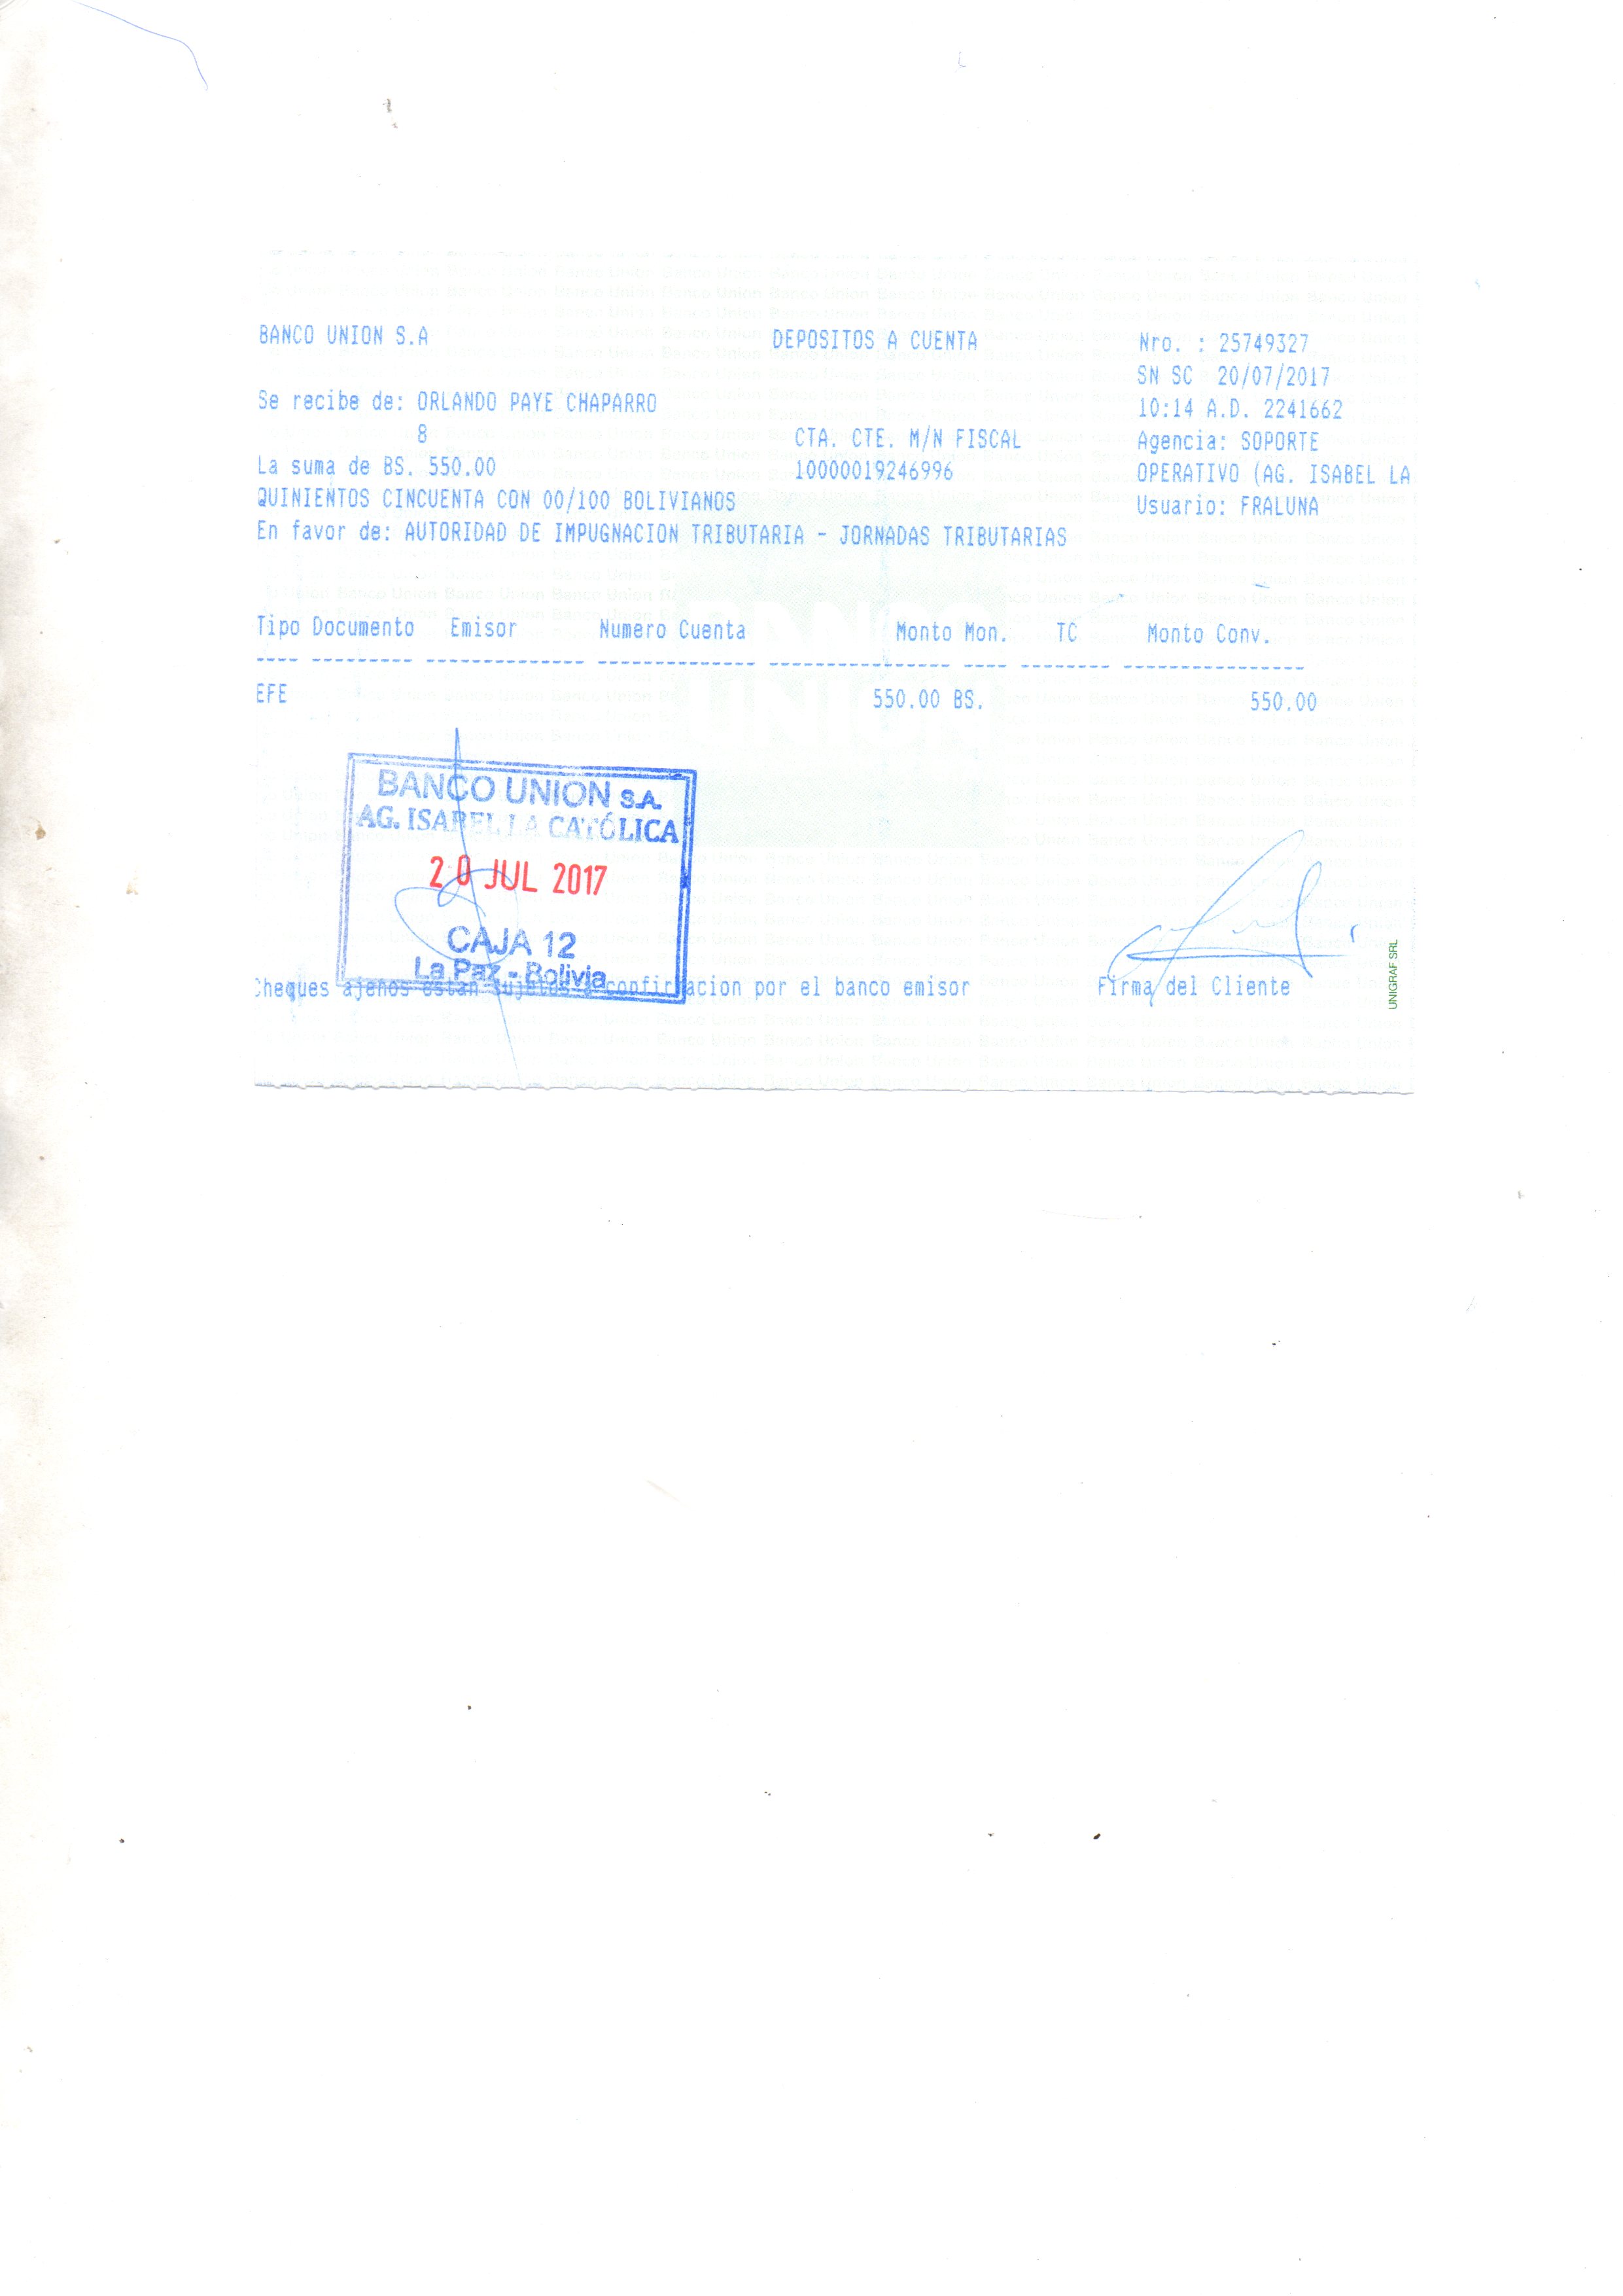 BANCO UNION S.A DEPOSITOS A CUENTA Nro. : 25749327
SN SC 20/07/2017
Se recibe de: ORLANDO PAYE CHAPARRO 10:14 A.D. 2241662
8 CTA. CTE. M/N FISCAL Agencia: SOPORTE
La suma de BS. 550.00 10000019246996 OPERATIVO (AG. ISABEL LA
QUINIENTOS CINCUENTA CON 00/100 BOLIVIANOS Usuario: FRALUNA
En favor de: AUTORIDAD DE IMPUGNACION TRIBUTARIA - JORNADAS TRIBUTARIAS
Tipo Documento Emisor Numero Cuenta Monto Mon. TC Monto Conv.
EFE 550.00 BS. 550.00
BANCO UNION S.A.
AG. ISABEL LA CATÓLICA
20 JUL 2017
CAJA 12
La Paz - Bolivia
Cheques ajenos estan sujetos a confirmacion por el banco emisor Firma del Cliente
UNIGRAF SRL